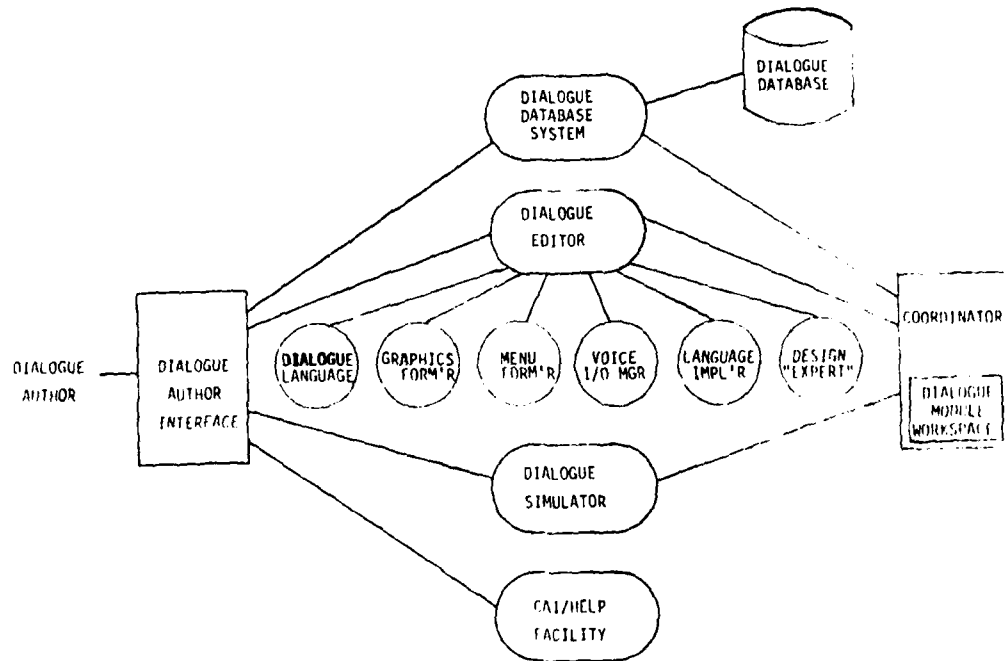 DIALOGUE
DATABASE
DIALOGUE
DATABASE
SYSTEM
DIALOGUE
EDITOR
DIALOGUE
AUTHOR
DIALOGUE
AUTHOR
INTERFACE
DIALOGUE
LANGUAGE
GRAPHICS
FORM'R
MENU
FORM'R
VOICE
I/O MGR
LANGUAGE
IMPL'R
DESIGN
"EXPERT"
COORDINATOR
DIALOGUE
MODULE
WORKSPACE
DIALOGUE
SIMULATOR
CAI/HELP
FACILITY